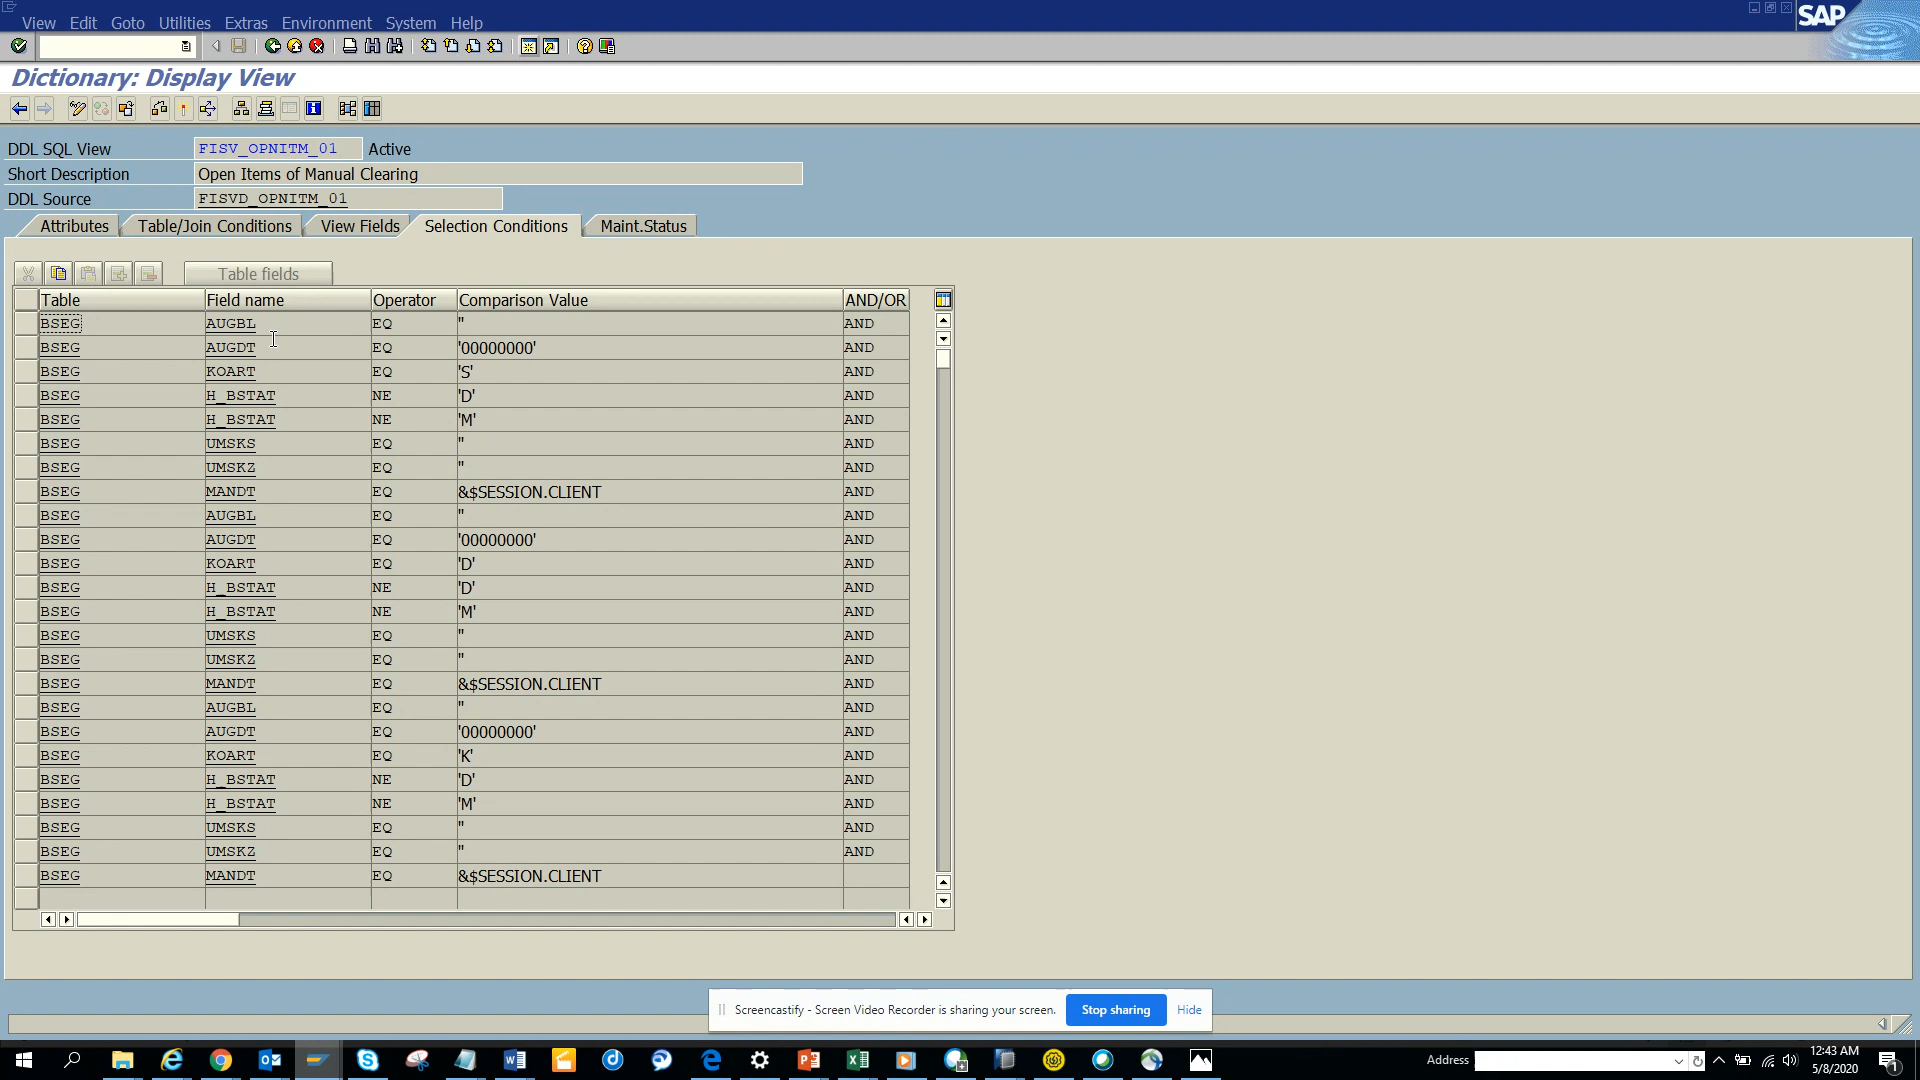 View Edit Goto Utilities Extras Environment System Help
SAP
Dictionary: Display View
DDL SQL View FISV_OPNITM_01 Active
Short Description Open Items of Manual Clearing
DDL Source FISVD_OPNITM_01
Attributes Table/Join Conditions View Fields Selection Conditions Maint.Status
Table fields
Table Field name Operator Comparison Value AND/OR
BSEG AUGBL EQ '' AND
BSEG AUGDT EQ '00000000' AND
BSEG KOART EQ 'S' AND
BSEG H_BSTAT NE 'D' AND
BSEG H_BSTAT NE 'M' AND
BSEG UMSKS EQ '' AND
BSEG UMSKZ EQ '' AND
BSEG MANDT EQ &$SESSION.CLIENT AND
BSEG AUGBL EQ '' AND
BSEG AUGDT EQ '00000000' AND
BSEG KOART EQ 'D' AND
BSEG H_BSTAT NE 'D' AND
BSEG H_BSTAT NE 'M' AND
BSEG UMSKS EQ '' AND
BSEG UMSKZ EQ '' AND
BSEG MANDT EQ &$SESSION.CLIENT AND
BSEG AUGBL EQ '' AND
BSEG AUGDT EQ '00000000' AND
BSEG KOART EQ 'K' AND
BSEG H_BSTAT NE 'D' AND
BSEG H_BSTAT NE 'M' AND
BSEG UMSKS EQ '' AND
BSEG UMSKZ EQ '' AND
BSEG MANDT EQ &$SESSION.CLIENT
Screencastify - Screen Video Recorder is sharing your screen. Stop sharing Hide
Address
12:43 AM
5/8/2020
1